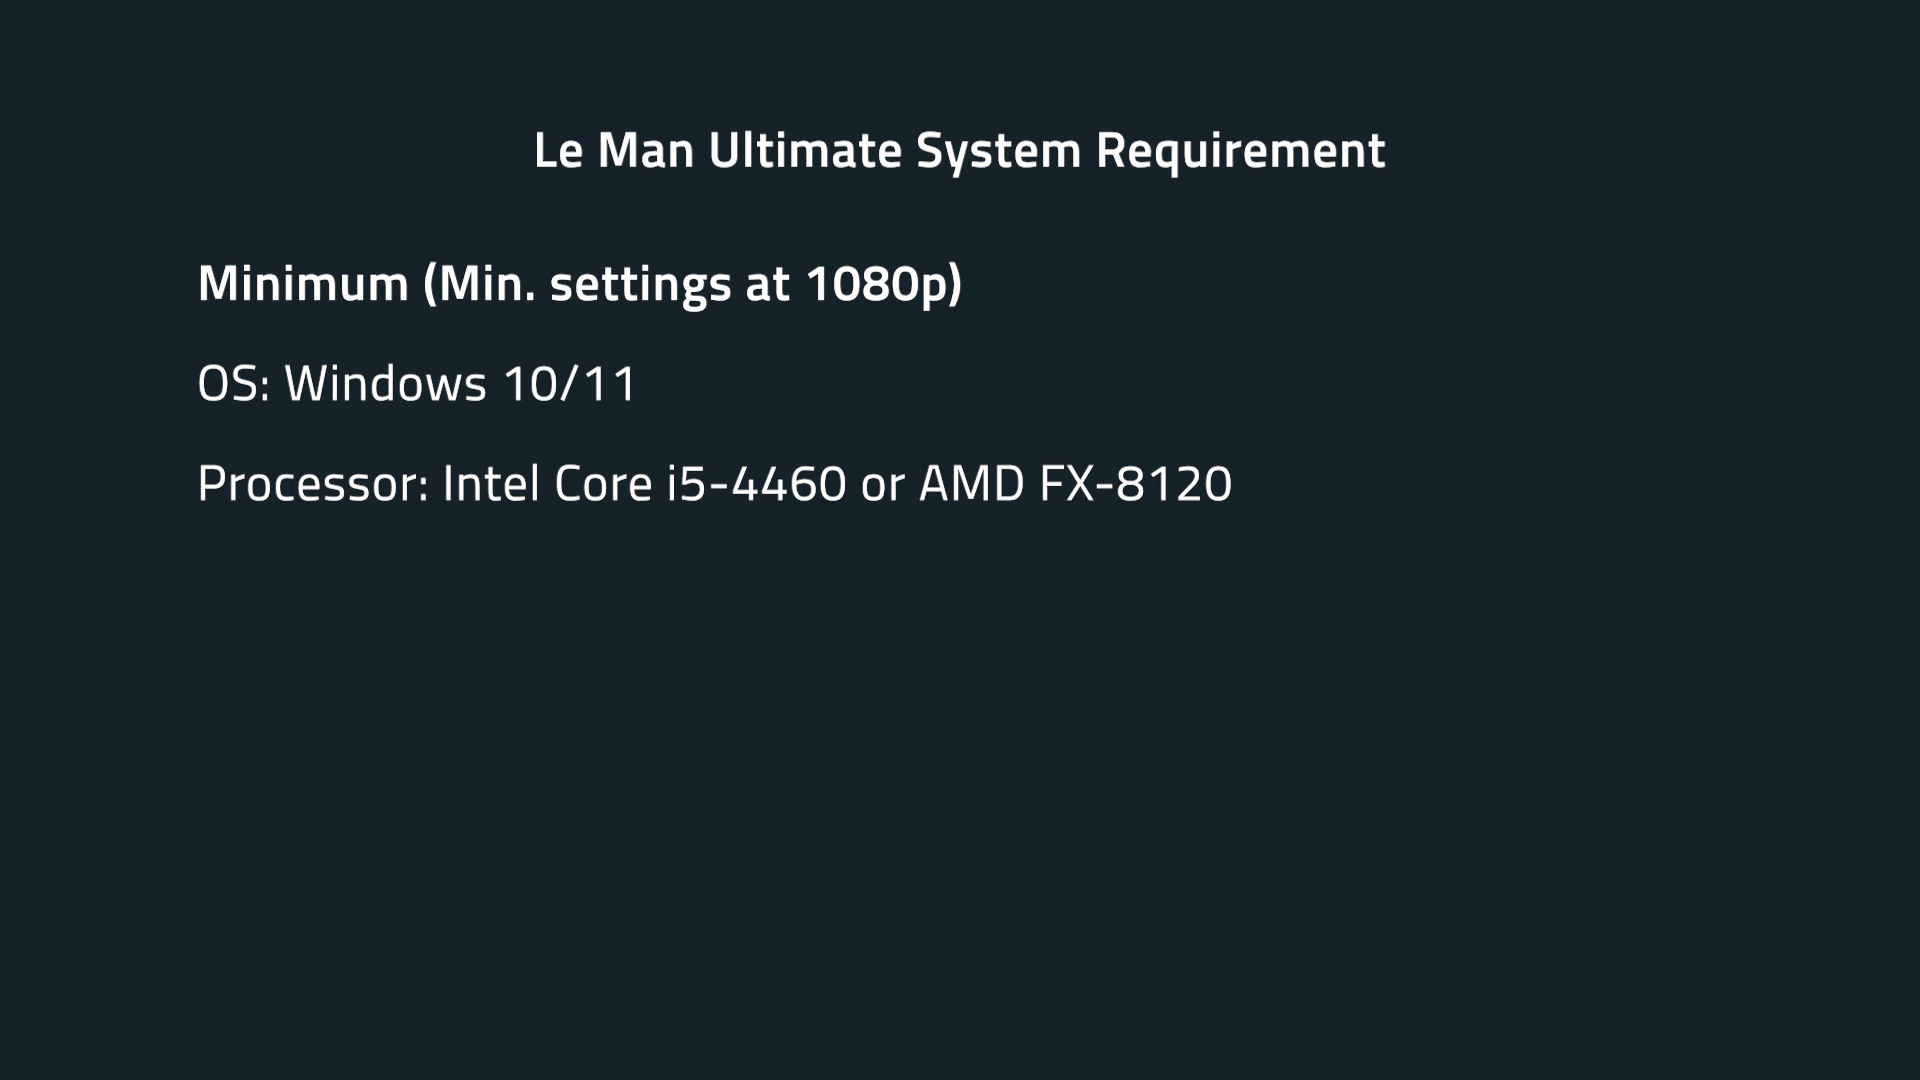 Le Man Ultimate System Requirement
Minimum (Min. settings at 1080p)
OS: Windows 10/11
Processor: Intel Core i5-4460 or AMD FX-8120